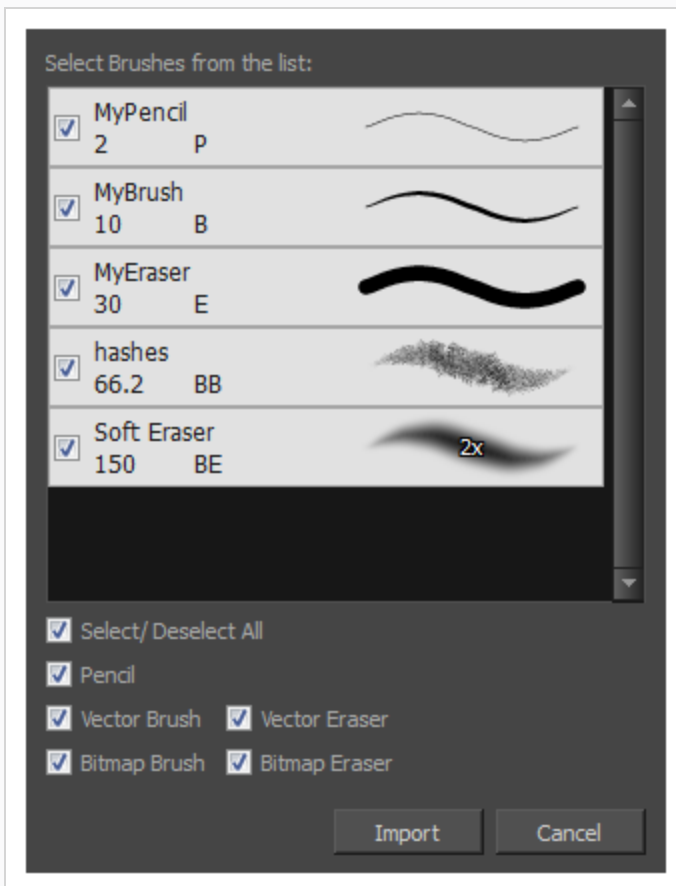 Select Brushes from the list:
MyPencil
2 P
MyBrush
10 B
MyEraser
30 E
hashes
66.2 BB
Soft Eraser
150 BE
2x
Select/ Deselect All
Pencil
Vector Brush Vector Eraser
Bitmap Brush Bitmap Eraser
Import Cancel